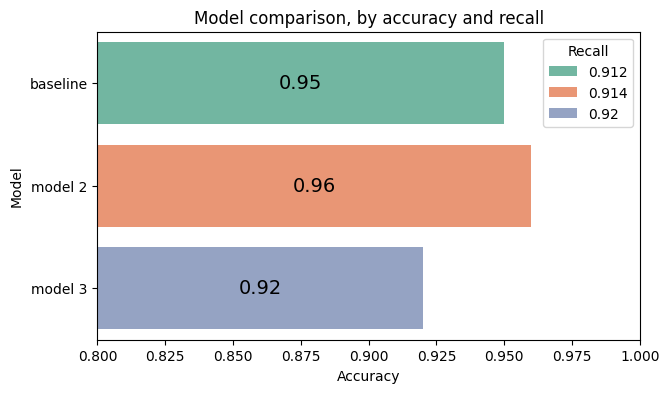 Model comparison, by accuracy and recall
Recall
0.912
0.914
0.92
baseline
0.95
model 2
0.96
model 3
0.92
Model
0.800 0.825 0.850 0.875 0.900 0.925 0.950 0.975 1.000
Accuracy